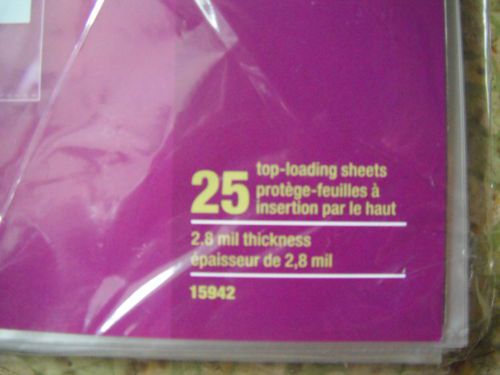 25 top-loading sheets
protège-feuilles à
insertion par le haut
2.8 mil thickness
épaisseur de 2,8 mil
15942